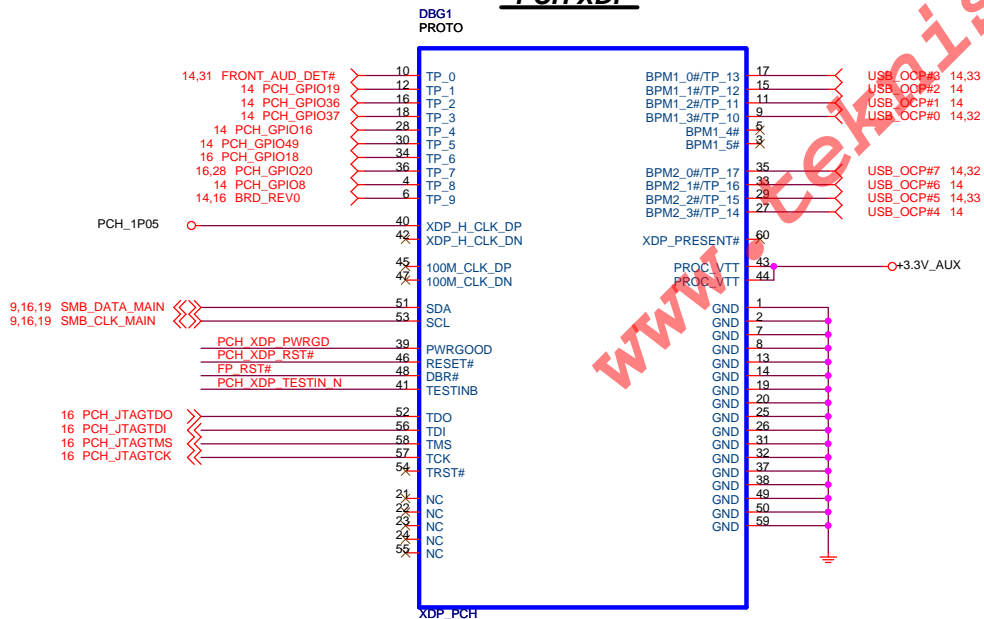 PCH XDP
DBG1
PROTO
14,31 FRONT_AUD_DET# 10 TP_0 BPM1_0#/TP_13 17 USB_OCP#3 14,33
14 PCH_GPIO19 12 TP_1 BPM1_1#/TP_12 15 USB_OCP#2 14
14 PCH_GPIO36 16 TP_2 BPM1_2#/TP_11 11 USB_OCP#1 14
14 PCH_GPIO37 18 TP_3 BPM1_3#/TP_10 9 USB_OCP#0 14,32
14 PCH_GPIO16 28 TP_4 BPM1_4# 5
14 PCH_GPIO49 30 TP_5 BPM1_5# 3
16 PCH_GPIO18 34 TP_6
16,28 PCH_GPIO20 36 TP_7 BPM2_0#/TP_17 35 USB_OCP#7 14,32
14 PCH_GPIO8 4 TP_8 BPM2_1#/TP_16 33 USB_OCP#6 14
14,16 BRD_REV0 6 TP_9 BPM2_2#/TP_15 29 USB_OCP#5 14,33
BPM2_3#/TP_14 27 USB_OCP#4 14
PCH_1P05 40 XDP_H_CLK_DP
42 XDP_H_CLK_DN XDP_PRESENT# 60
45 100M_CLK_DP PROC_VTT 43 +3.3V_AUX
47 100M_CLK_DN PROC_VTT 44
9,16,19 SMB_DATA_MAIN 51 SDA GND 1
9,16,19 SMB_CLK_MAIN 53 SCL GND 2
GND 7
PCH_XDP_PWRGD 39 PWRGOOD GND 8
PCH_XDP_RST# 46 RESET# GND 13
FP_RST# 48 DBR# GND 14
PCH_XDP_TESTIN_N 41 TESTINB GND 19
GND 20
16 PCH_JTAGTDO 52 TDO GND 25
16 PCH_JTAGTDI 56 TDI GND 26
16 PCH_JTAGTMS 58 TMS GND 31
16 PCH_JTAGTCK 57 TCK GND 32
54 TRST# GND 37
GND 38
21 NC GND 49
22 NC GND 50
23 NC GND 59
24 NC
55 NC
XDP_PCH
www.teknis